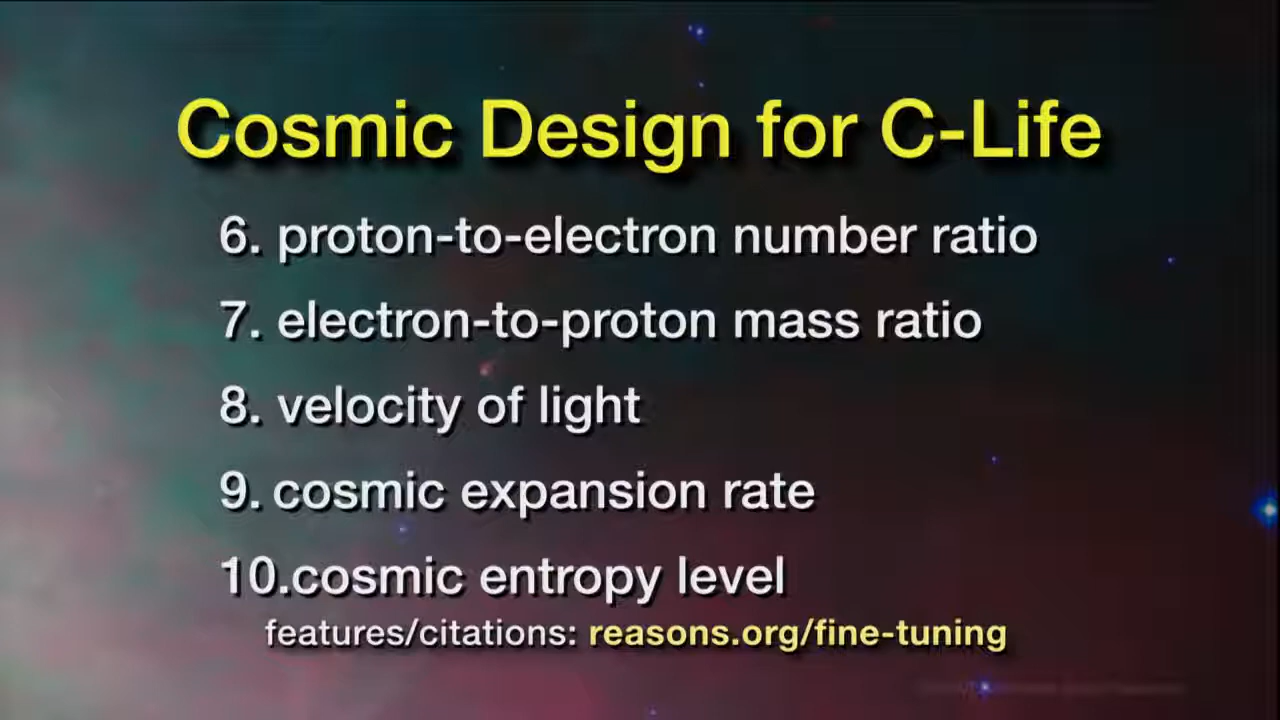 Cosmic Design for C-Life
6. proton-to-electron number ratio
7. electron-to-proton mass ratio
8. velocity of light
9. cosmic expansion rate
10.cosmic entropy level
features/citations: reasons.org/fine-tuning